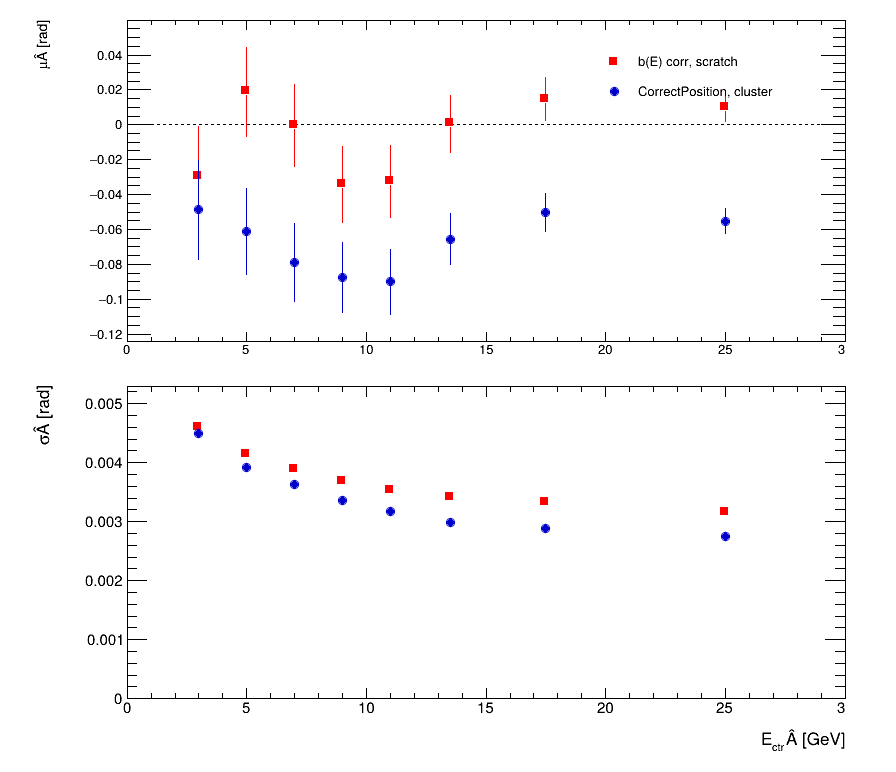 μÂ [rad]
0.04
0.02
0
−0.02
−0.04
−0.06
−0.08
−0.1
−0.12
b(E) corr, scratch
CorrectPosition, cluster
0 5 10 15 20 25 3
σÂ [rad]
0.005
0.004
0.003
0.002
0.001
0
0 5 10 15 20 25 3
EctrÂ [GeV]